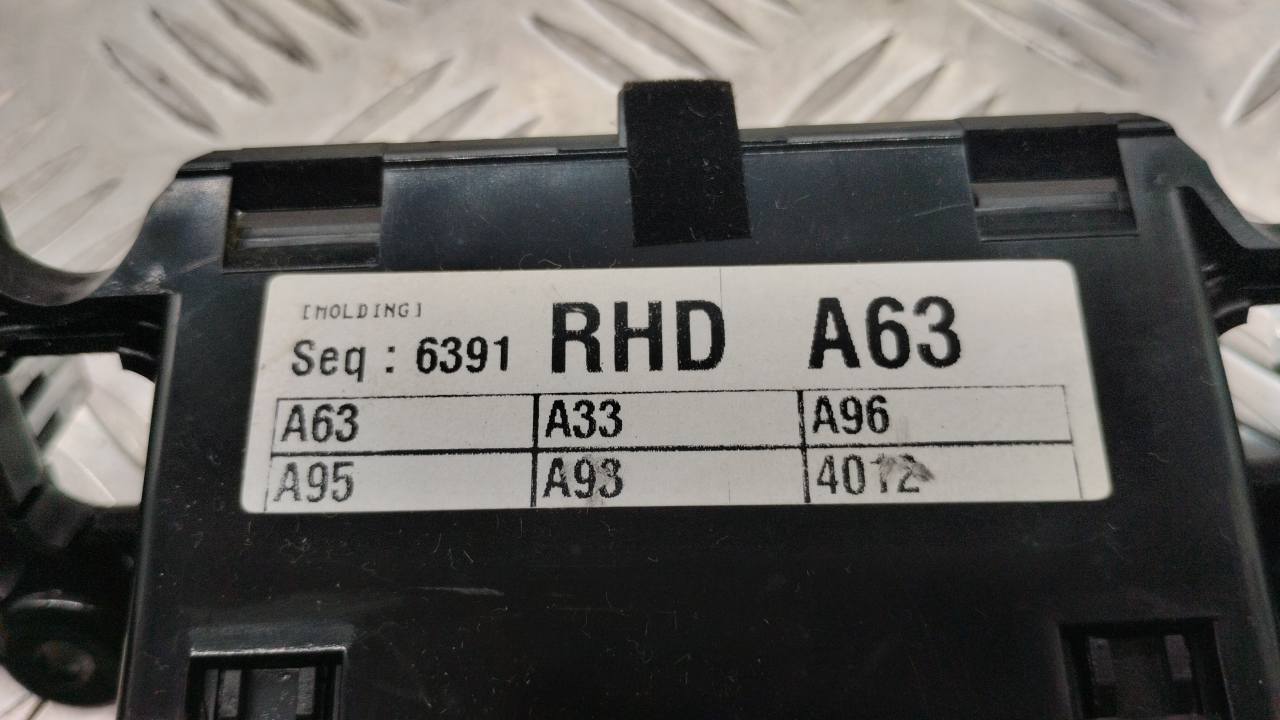 [MOLDING]
Seq : 6391 RHD A63
A63 A33 A96
A95 A93 4012